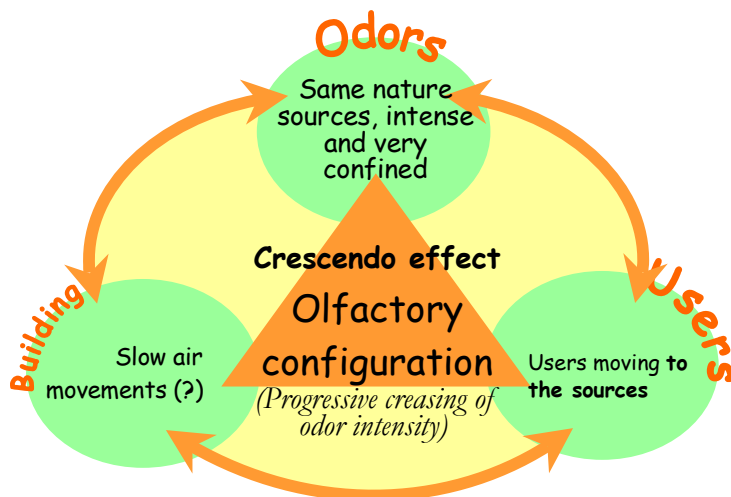 Odors
Same nature
sources, intense
and very
confined
Crescendo effect
Olfactory
configuration
(Progressive creasing of
odor intensity)
Building
Slow air
movements (?)
Users
Users moving to
the sources